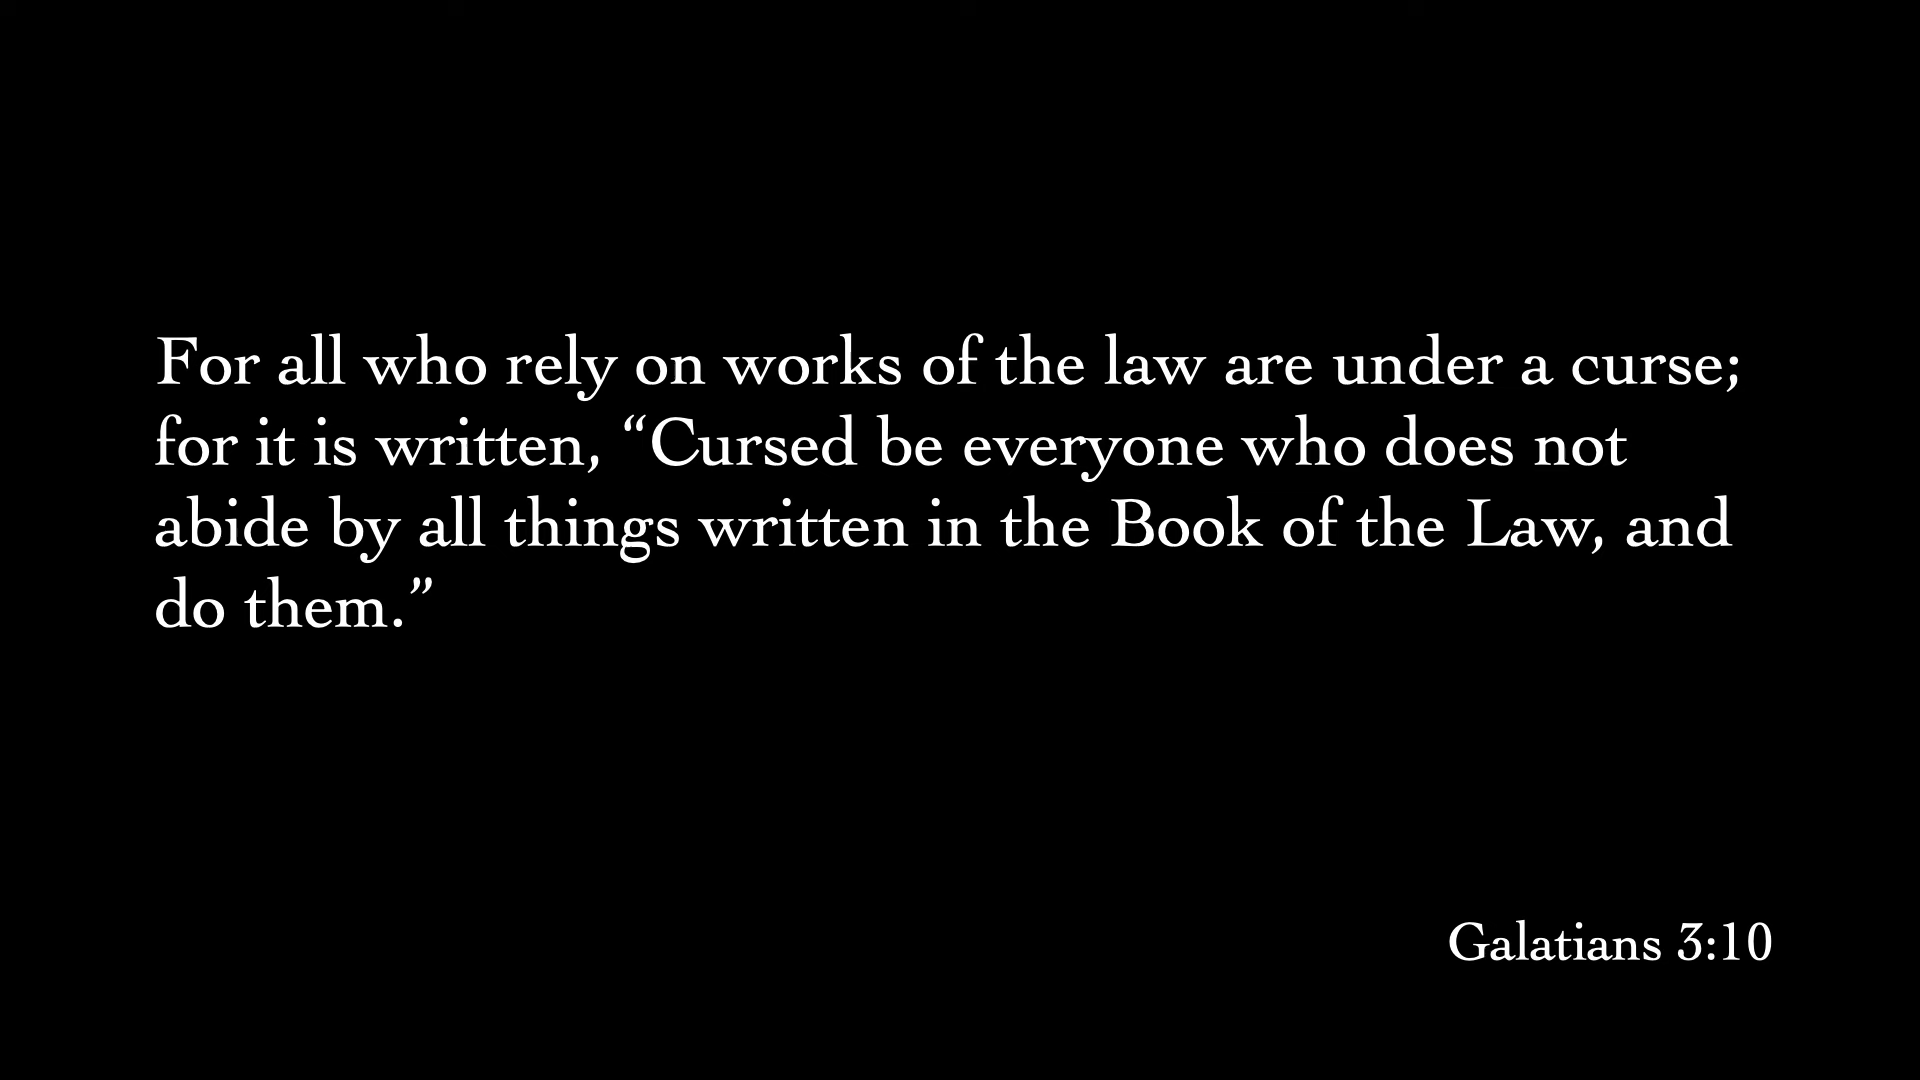 For all who rely on works of the law are under a curse;
for it is written, “Cursed be everyone who does not
abide by all things written in the Book of the Law, and
do them.”
Galatians 3:10